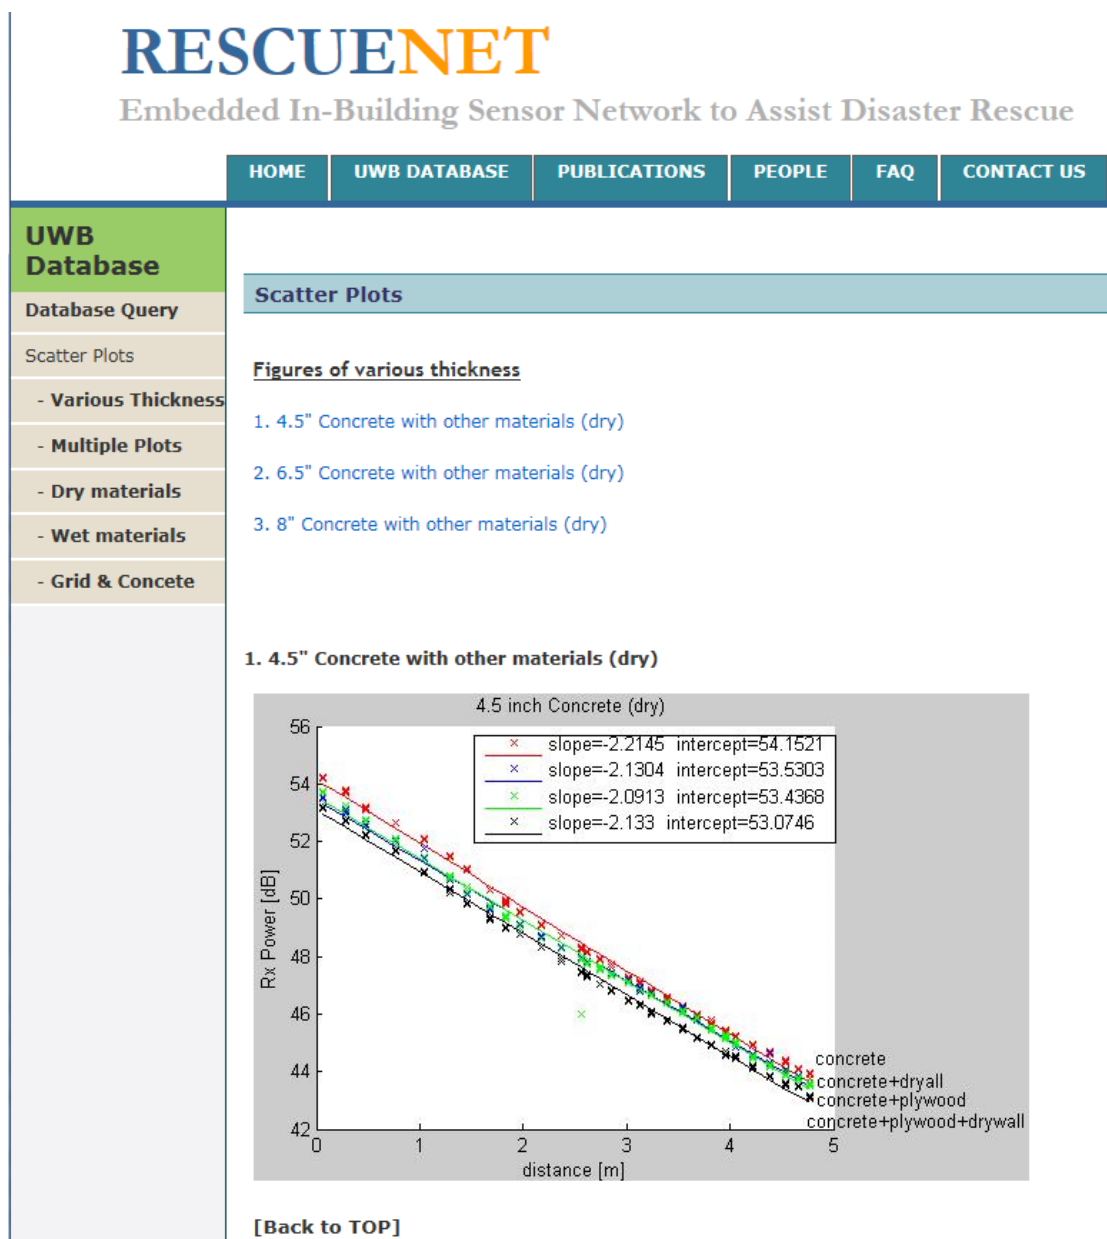 RESCUENET
Embedded In-Building Sensor Network to Assist Disaster Rescue
HOME UWB DATABASE PUBLICATIONS PEOPLE FAQ CONTACT US
UWB
Database
Database Query
Scatter Plots
- Various Thickness
- Multiple Plots
- Dry materials
- Wet materials
- Grid & Concete
Scatter Plots
Figures of various thickness
1. 4.5" Concrete with other materials (dry)
2. 6.5" Concrete with other materials (dry)
3. 8" Concrete with other materials (dry)
1. 4.5" Concrete with other materials (dry)
4.5 inch Concrete (dry)
slope=-2.2145 intercept=54.1521
slope=-2.1304 intercept=53.5303
slope=-2.0913 intercept=53.4368
slope=-2.133 intercept=53.0746
Rx Power [dB]
56
54
52
50
48
46
44
42
concrete
concrete+dryall
concrete+plywood
concrete+plywood+drywall
0 1 2 3 4 5
distance [m]
[Back to TOP]